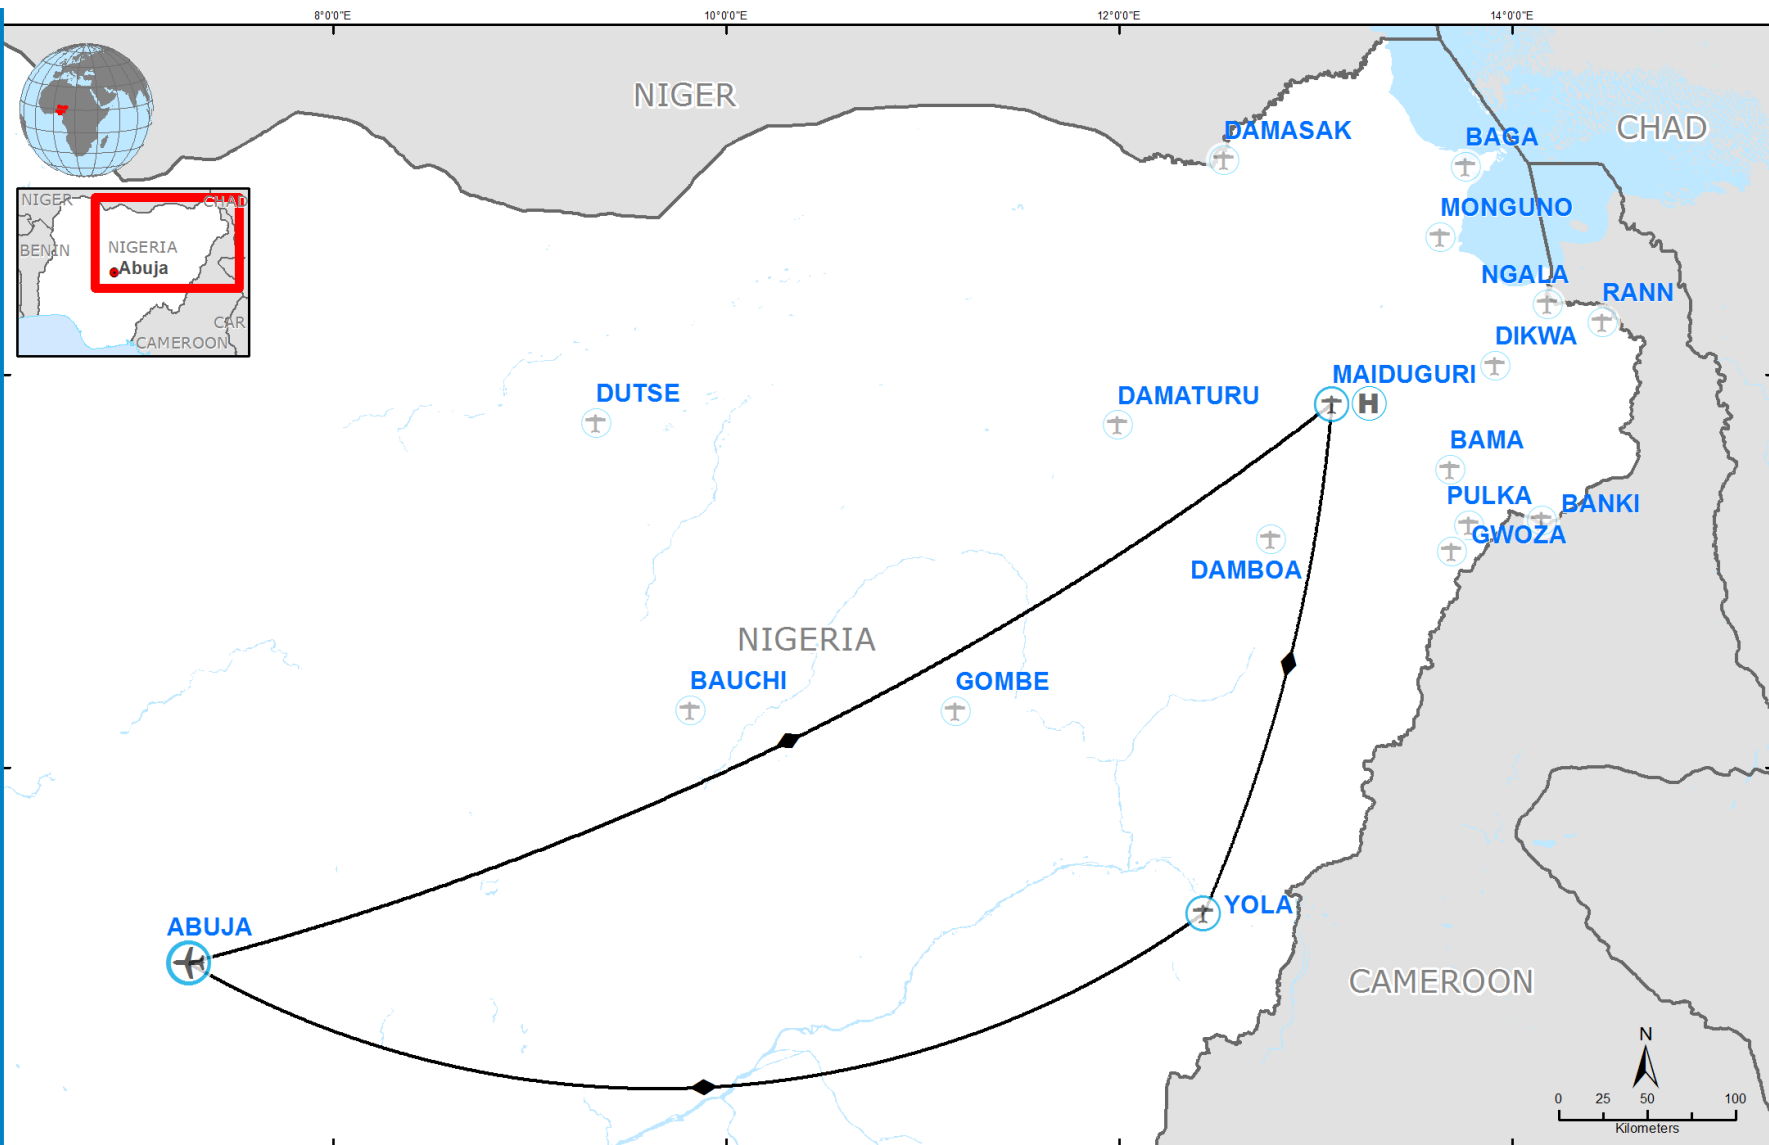 8°0'0"E
10°0'0"E
12°0'0"E
14°0'0"E
NIGER
CHAD
DAMASAK
BAGA
MONGUNO
NIGER
CHAD
BENIN
NIGERIA
Abuja
CAR
CAMEROON
NGALA
RANN
DIKWA
MAIDUGURI
H
DUTSE
DAMATURU
BAMA
PULKA
BANKI
GWOZA
DAMBOA
NIGERIA
BAUCHI
GOMBE
YOLA
ABUJA
CAMEROON
N
0 25 50 100
Kilometers